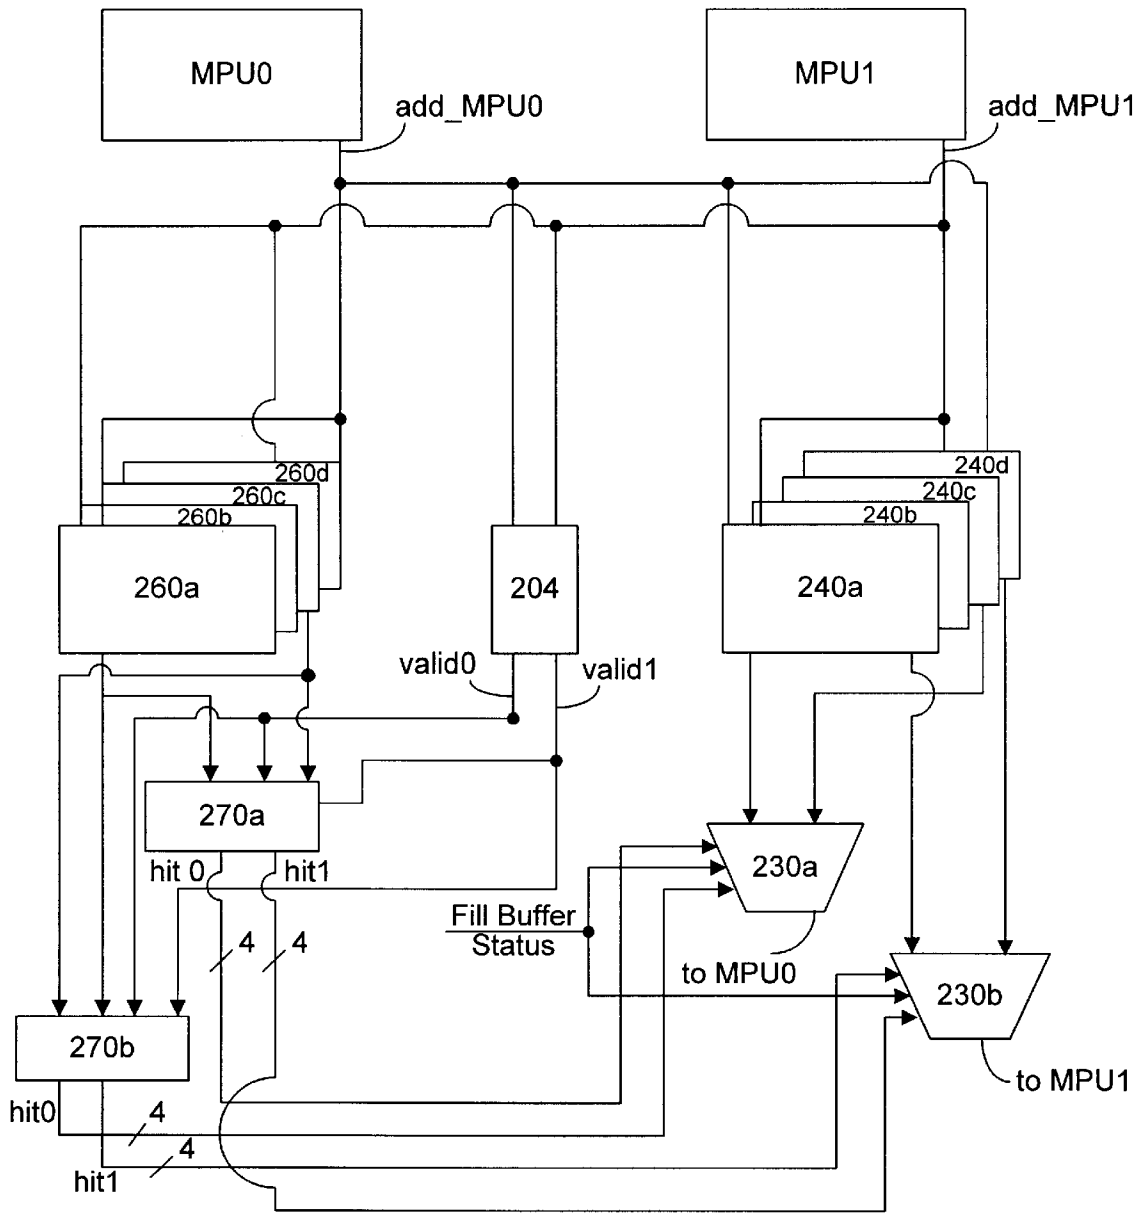 MPU0
MPU1
add_MPU0
add_MPU1
260d
240d
260c
240c
260b
240b
260a
204
240a
valid0
valid1
270a
hit 0
hit1
230a
Fill Buffer
Status
4
4
to MPU0
230b
270b
to MPU1
hit0
4
4
hit1